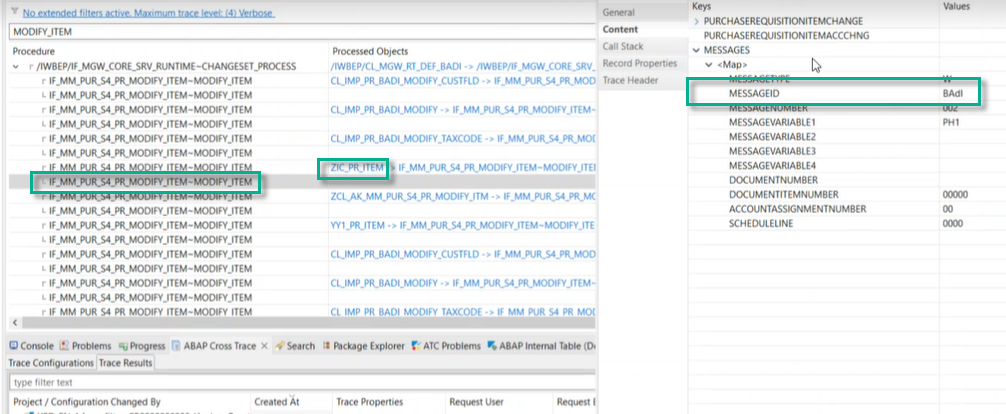 No extended filters active. Maximum trace level: (4) Verbose
MODIFY_ITEM
Procedure Processed Objects
/IWBEP/IF_MGW_CORE_SRV_RUNTIME~CHANGESET_PROCESS /IWBEP/CL_MGW_RT_DEF_BADI -> /IWBEP/IF_MGW_CORE_SRV_
IF_MM_PUR_S4_PR_MODIFY_ITEM~MODIFY_ITEM CL_IMP_PR_BADI_MODIFY_CUSTFLD -> IF_MM_PUR_S4_PR_MOD
IF_MM_PUR_S4_PR_MODIFY_ITEM~MODIFY_ITEM
IF_MM_PUR_S4_PR_MODIFY_ITEM~MODIFY_ITEM CL_IMP_PR_BADI_MODIFY -> IF_MM_PUR_S4_PR_MODIFY_ITEM~
IF_MM_PUR_S4_PR_MODIFY_ITEM~MODIFY_ITEM
IF_MM_PUR_S4_PR_MODIFY_ITEM~MODIFY_ITEM CL_IMP_PR_BADI_MODIFY_TAXCODE -> IF_MM_PUR_S4_PR_MOD
IF_MM_PUR_S4_PR_MODIFY_ITEM~MODIFY_ITEM
IF_MM_PUR_S4_PR_MODIFY_ITEM~MODIFY_ITEM ZIC_PR_ITEM > IF_MM_PUR_S4_PR_MODIFY_ITEM~MODIFY_ITEI
IF_MM_PUR_S4_PR_MODIFY_ITEM~MODIFY_ITEM
IF_MM_PUR_S4_PR_MODIFY_ITEM~MODIFY_ITEM ZCL_AK_MM_PUR_S4_PR_MODIFY_ITM -> IF_MM_PUR_S4_PR_MO
IF_MM_PUR_S4_PR_MODIFY_ITEM~MODIFY_ITEM
IF_MM_PUR_S4_PR_MODIFY_ITEM~MODIFY_ITEM YY1_PR_ITEM -> IF_MM_PUR_S4_PR_MODIFY_ITEM~MODIFY_ITE
IF_MM_PUR_S4_PR_MODIFY_ITEM~MODIFY_ITEM
IF_MM_PUR_S4_PR_MODIFY_ITEM~MODIFY_ITEM CL_IMP_PR_BADI_MODIFY_CUSTFLD -> IF_MM_PUR_S4_PR_MOD
IF_MM_PUR_S4_PR_MODIFY_ITEM~MODIFY_ITEM
IF_MM_PUR_S4_PR_MODIFY_ITEM~MODIFY_ITEM CL_IMP_PR_BADI_MODIFY -> IF_MM_PUR_S4_PR_MODIFY_ITEM~
IF_MM_PUR_S4_PR_MODIFY_ITEM~MODIFY_ITEM
IF_MM_PUR_S4_PR_MODIFY_ITEM~MODIFY_ITEM CL_IMP_PR_BADI_MODIFY_TAXCODE -> IF_MM_PUR_S4_PR_MOD
Console Problems Progress ABAP Cross Trace Search Package Explorer ATC Problems ABAP Internal Table (De
Trace Configurations Trace Results
type filter text
Project / Configuration Changed By Created At Trace Properties Request User Request E
General
Content
Call Stack
Record Properties
Trace Header
Keys Values
PURCHASEREQUISITIONITEMCHANGE
PURCHASEREQUISITIONITEMACCCHNG
MESSAGES
<Map>
MESSAGETYPE W
MESSAGEID BAdI
MESSAGENUMBER 002
MESSAGEVARIABLE1 PH1
MESSAGEVARIABLE2
MESSAGEVARIABLE3
MESSAGEVARIABLE4
DOCUMENTNUMBER
DOCUMENTITEMNUMBER 00000
ACCOUNTASSIGNMENTNUMBER 00
SCHEDULELINE 0000